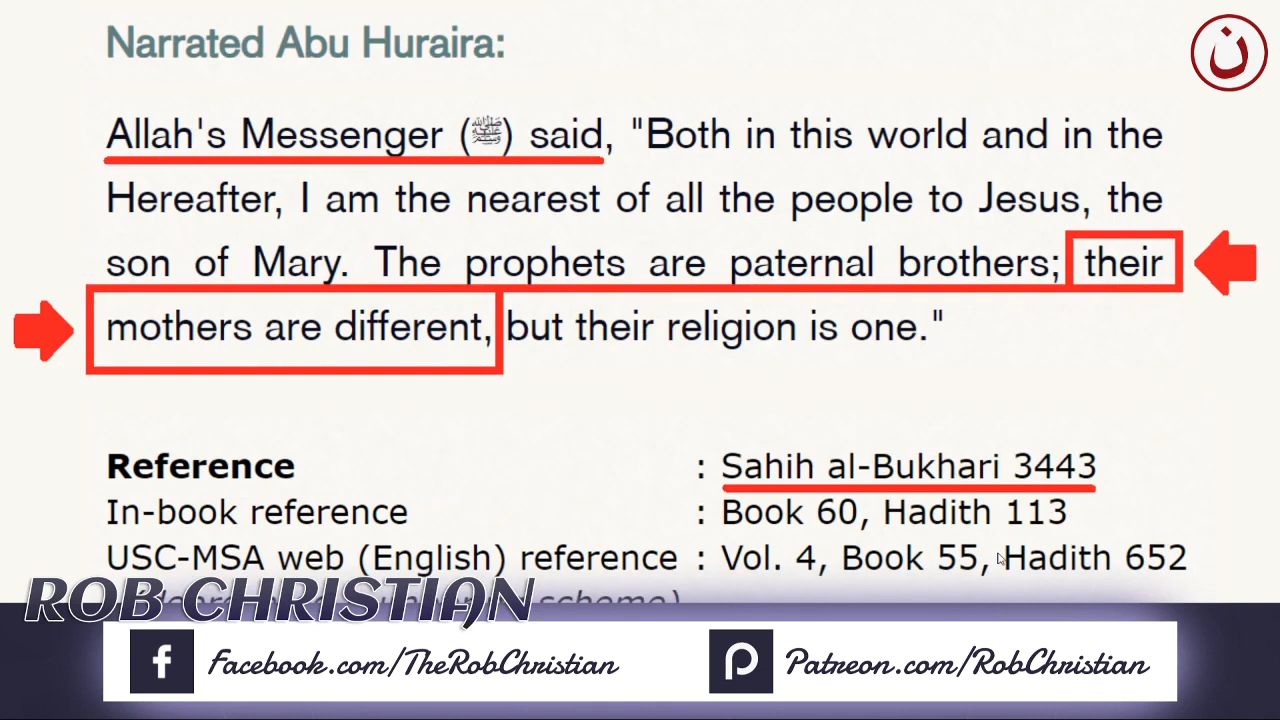 Narrated Abu Huraira:
ن
Allah's Messenger (ﷺ) said, "Both in this world and in the
Hereafter, I am the nearest of all the people to Jesus, the
son of Mary. The prophets are paternal brothers; their
mothers are different, but their religion is one."
Reference : Sahih al-Bukhari 3443
In-book reference : Book 60, Hadith 113
USC-MSA web (English) reference : Vol. 4, Book 55, Hadith 652
scheme)
ROB CHRISTIAN
Facebook.com/TheRobChristian
Patreon.com/RobChristian